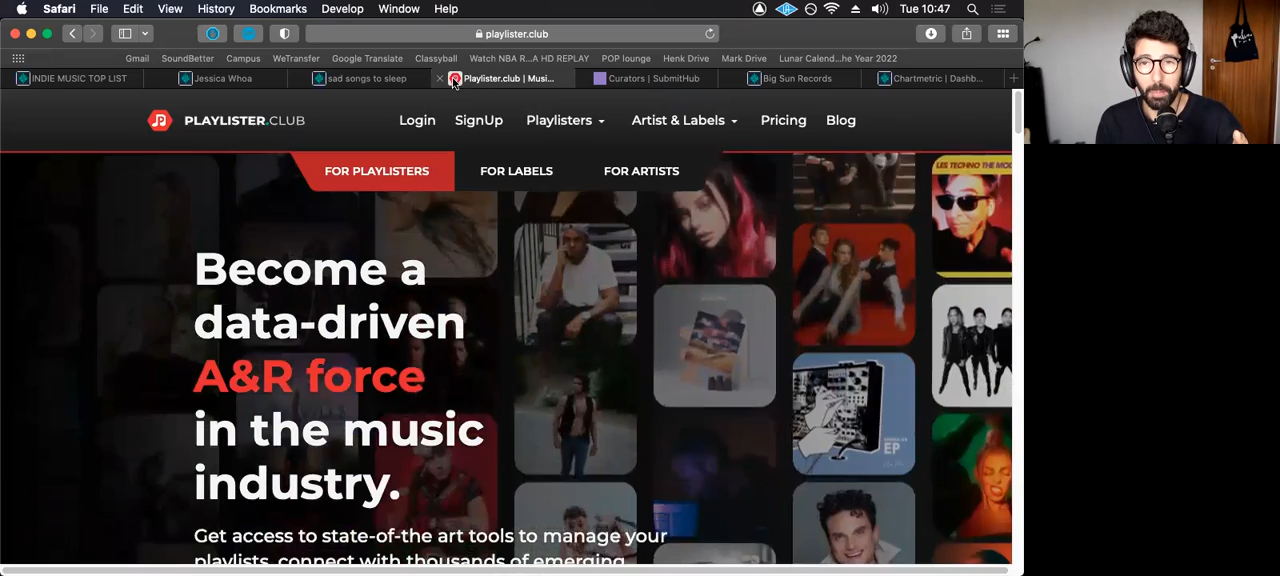 Safari File Edit View History Bookmarks Develop Window Help Tue 10:47
playlister.club
Gmail SoundBetter Campus WeTransfer Google Translate Classyball Watch NBA R...A HD REPLAY POP lounge Henk Drive Mark Drive Lunar Calend...he Year 2022
INDIE MUSIC TOP LIST Jessica Whoa sad songs to sleep Playlister.club | Musi... Curators | SubmitHub Big Sun Records Chartmetric | Dashb...
PLAYLISTER.CLUB Login SignUp Playlisters Artist & Labels Pricing Blog
FOR PLAYLISTERS FOR LABELS FOR ARTISTS
LES TECHNO THE
Become a
data-driven
A&R force
in the music
industry.
EP
Get access to state-of-the art tools to manage your
playlists, connect with thousands of emerging